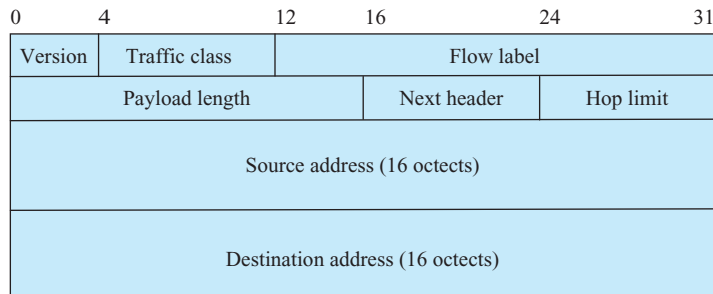 0 4 12 16 24 31
Version Traffic class Flow label
Payload length Next header Hop limit
Source address (16 octects)
Destination address (16 octects)